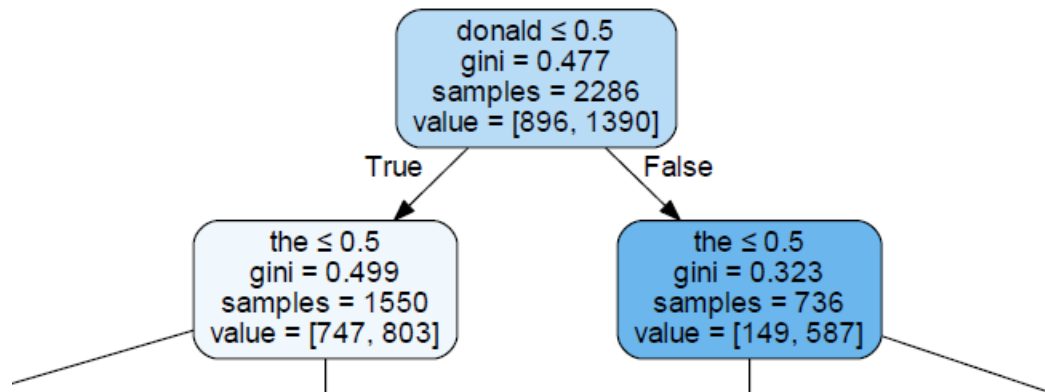 donald ≤ 0.5
gini = 0.477
samples = 2286
value = [896, 1390]
True
False
the ≤ 0.5
gini = 0.499
samples = 1550
value = [747, 803]
the ≤ 0.5
gini = 0.323
samples = 736
value = [149, 587]